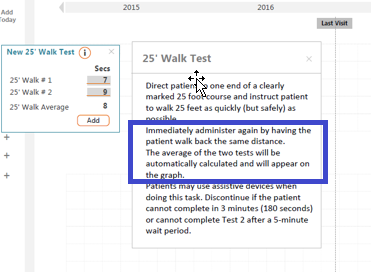 2015 2016
Add
Today
Last Visit
New 25' Walk Test i ×
Secs
25' Walk # 1 7
25' Walk # 2 9
25' Walk Average 8
Add
+
+
+
25' Walk Test ×
Direct patient to one end of a clearly
marked 25 foot course and instruct patient
to walk 25 feet as quickly (but safely) as
possible.
Immediately administer again by having the
patient walk back the same distance.
The average of the two tests will be
automatically calculated and will appear on
the graph.
Patients may use assistive devices when
doing this task. Discontinue if the patient
cannot complete in 3 minutes (180 seconds)
or cannot complete Test 2 after a 5-minute
wait period.